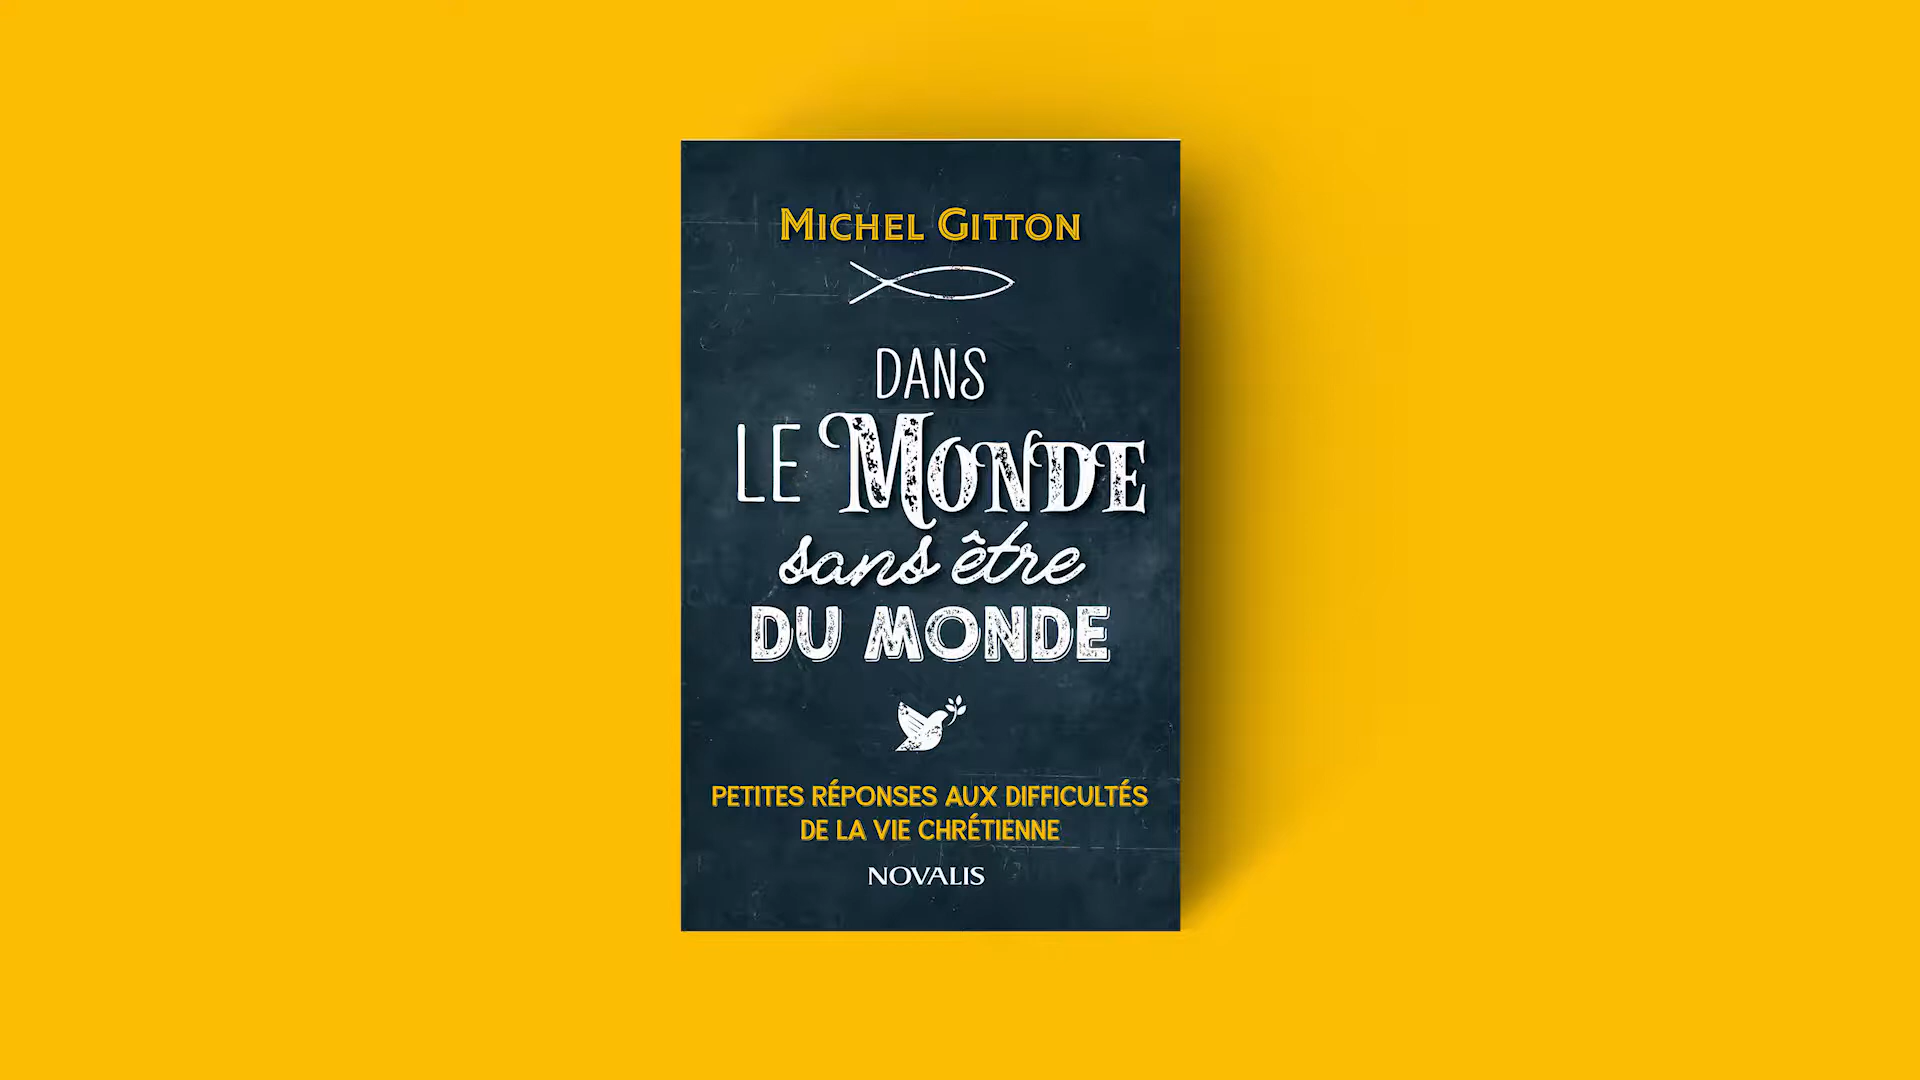 MICHEL GITTON
DANS
LE MONDE
sans être
DU MONDE
PETITES RÉPONSES AUX DIFFICULTÉS
DE LA VIE CHRÉTIENNE
NOVALIS